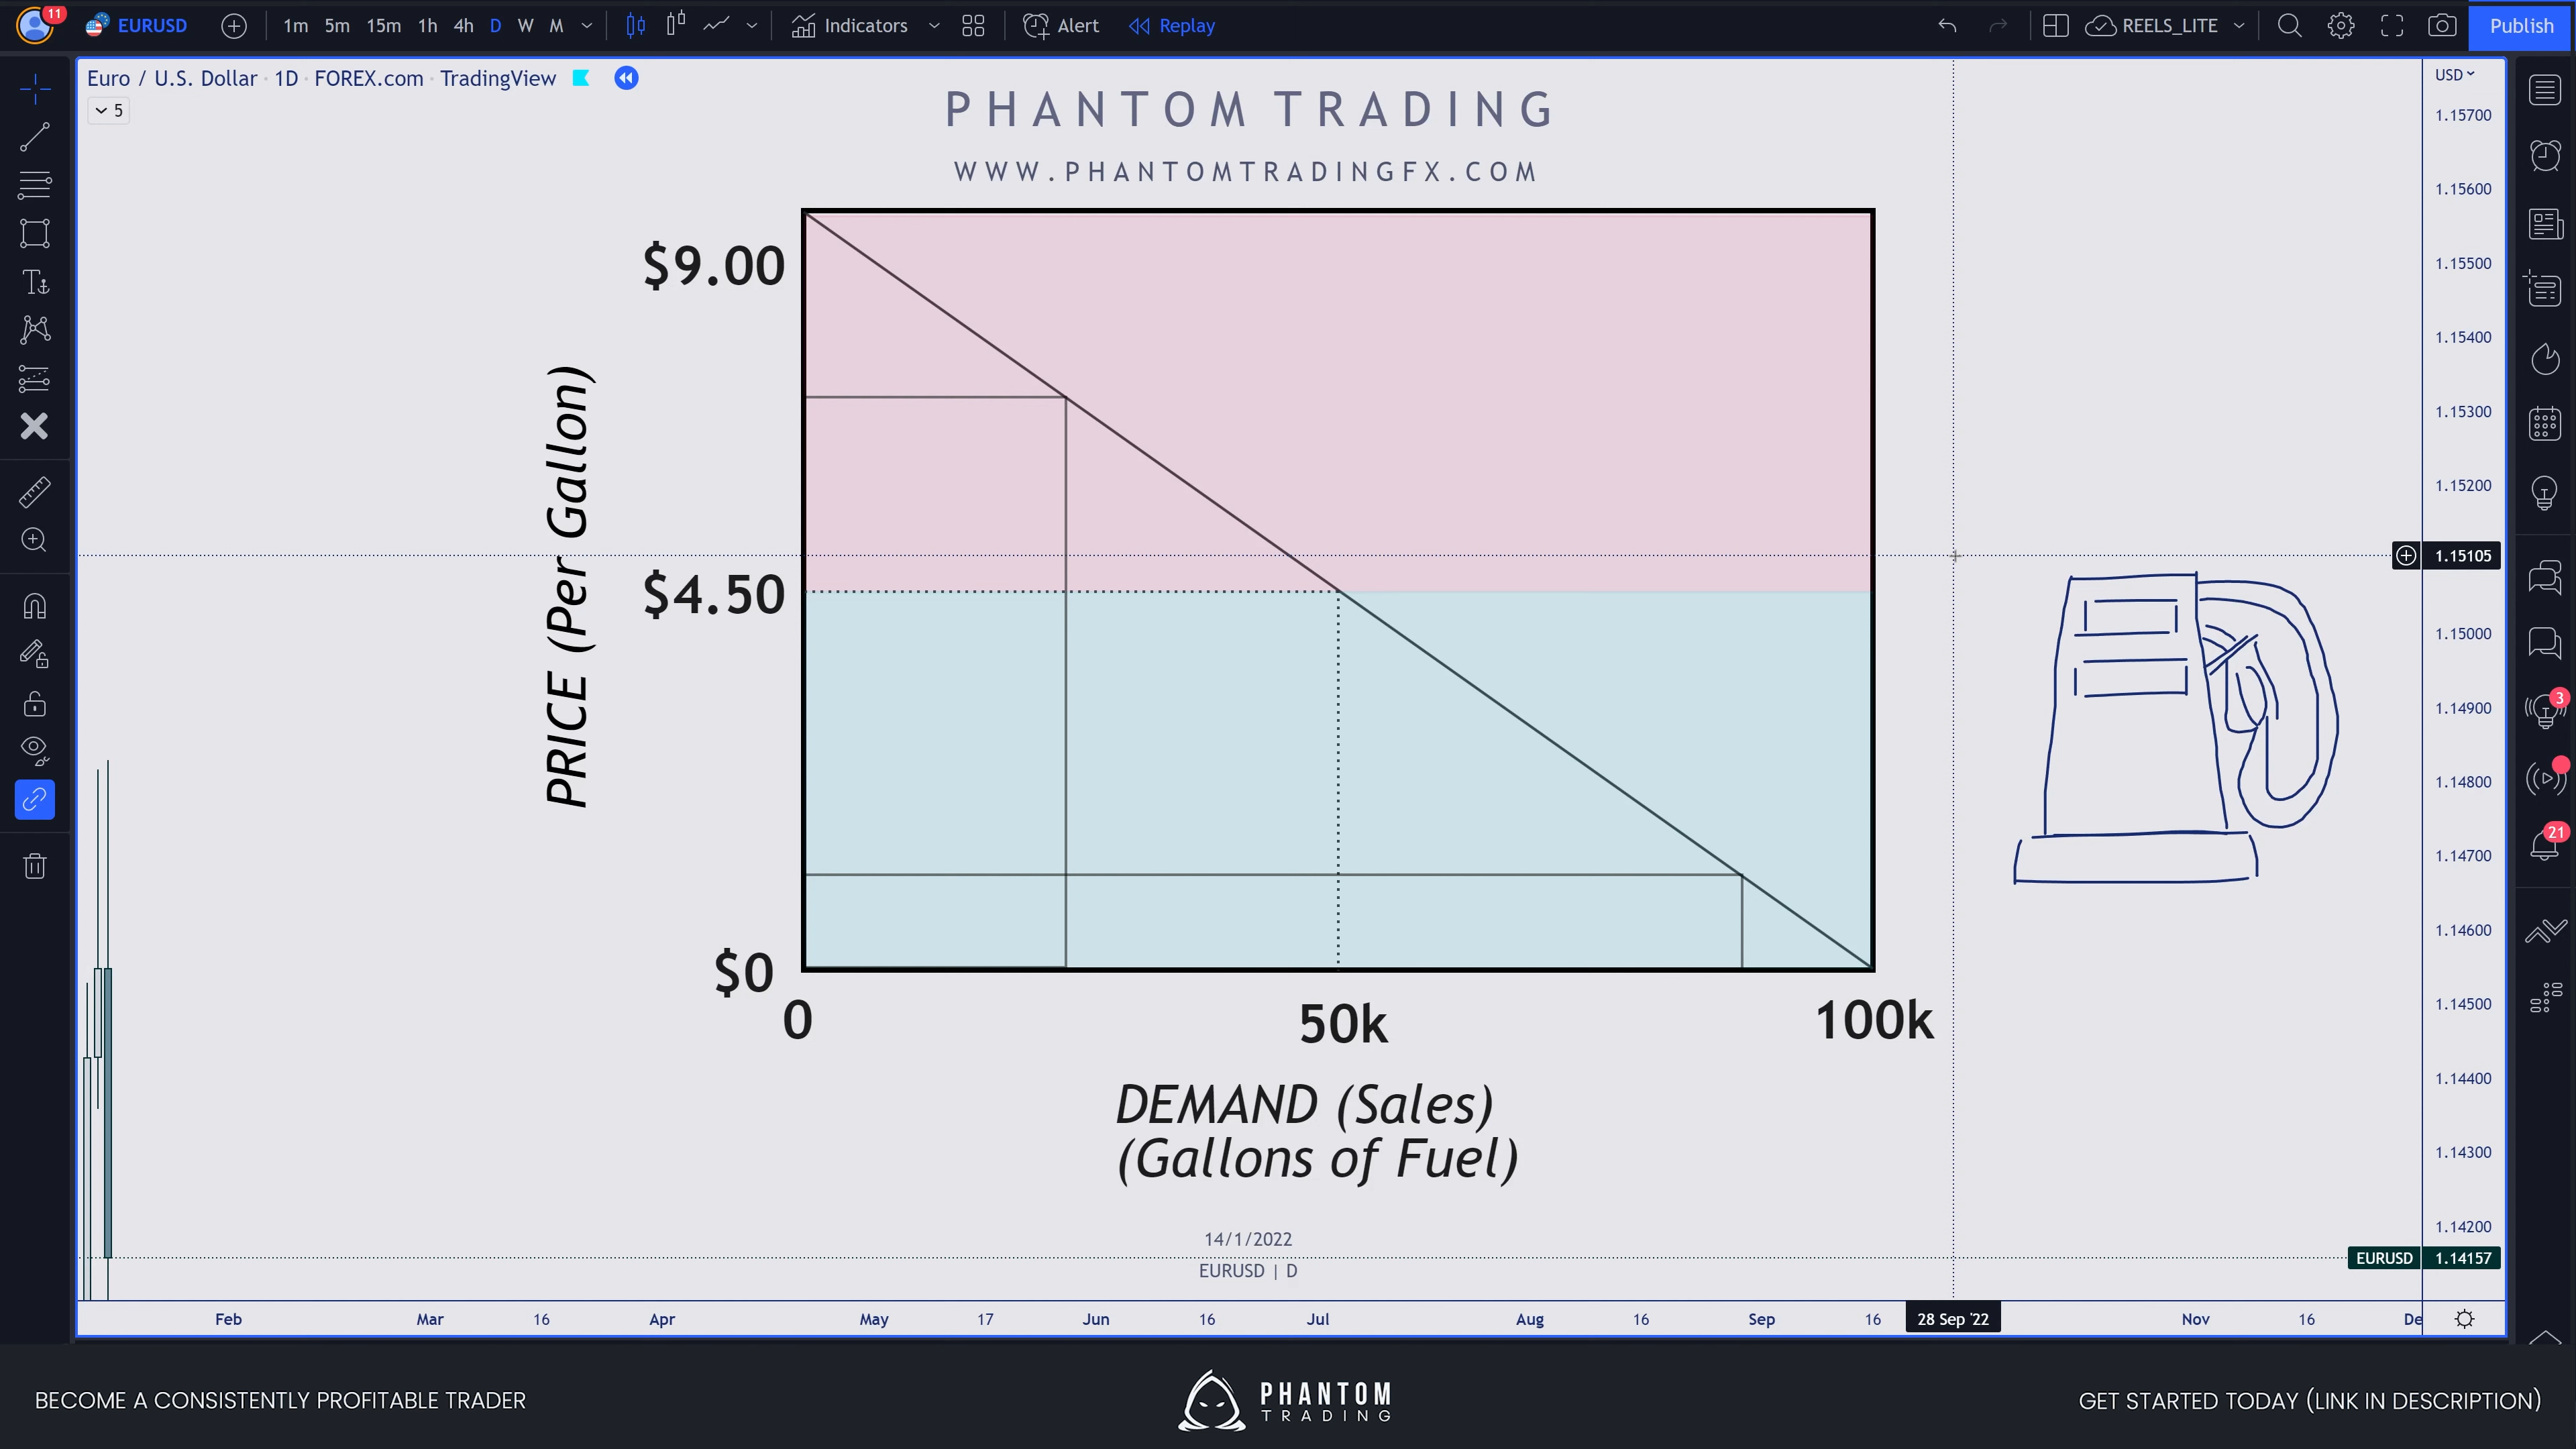 11
EURUSD
1m 5m 15m 1h 4h D W M
Indicators
Alert
Replay
REELS_LITE
Publish
Euro / U.S. Dollar · 1D · FOREX.com · TradingView
5
USD
PHANTOM TRADING
WWW.PHANTOMTRADINGFX.COM
1.15700
1.15600
1.15500
1.15400
1.15300
1.15200
1.15105
1.15000
1.14900
1.14800
1.14700
1.14600
1.14500
1.14400
1.14300
1.14200
EURUSD 1.14157
3
21
$9.00
$4.50
$0
PRICE (Per Gallon)
0 50k 100k
DEMAND (Sales)
(Gallons of Fuel)
14/1/2022
EURUSD | D
Feb Mar 16 Apr May 17 Jun 16 Jul Aug 16 Sep 16 28 Sep '22 Nov 16 De
BECOME A CONSISTENTLY PROFITABLE TRADER
PHANTOM
TRADING
GET STARTED TODAY (LINK IN DESCRIPTION)